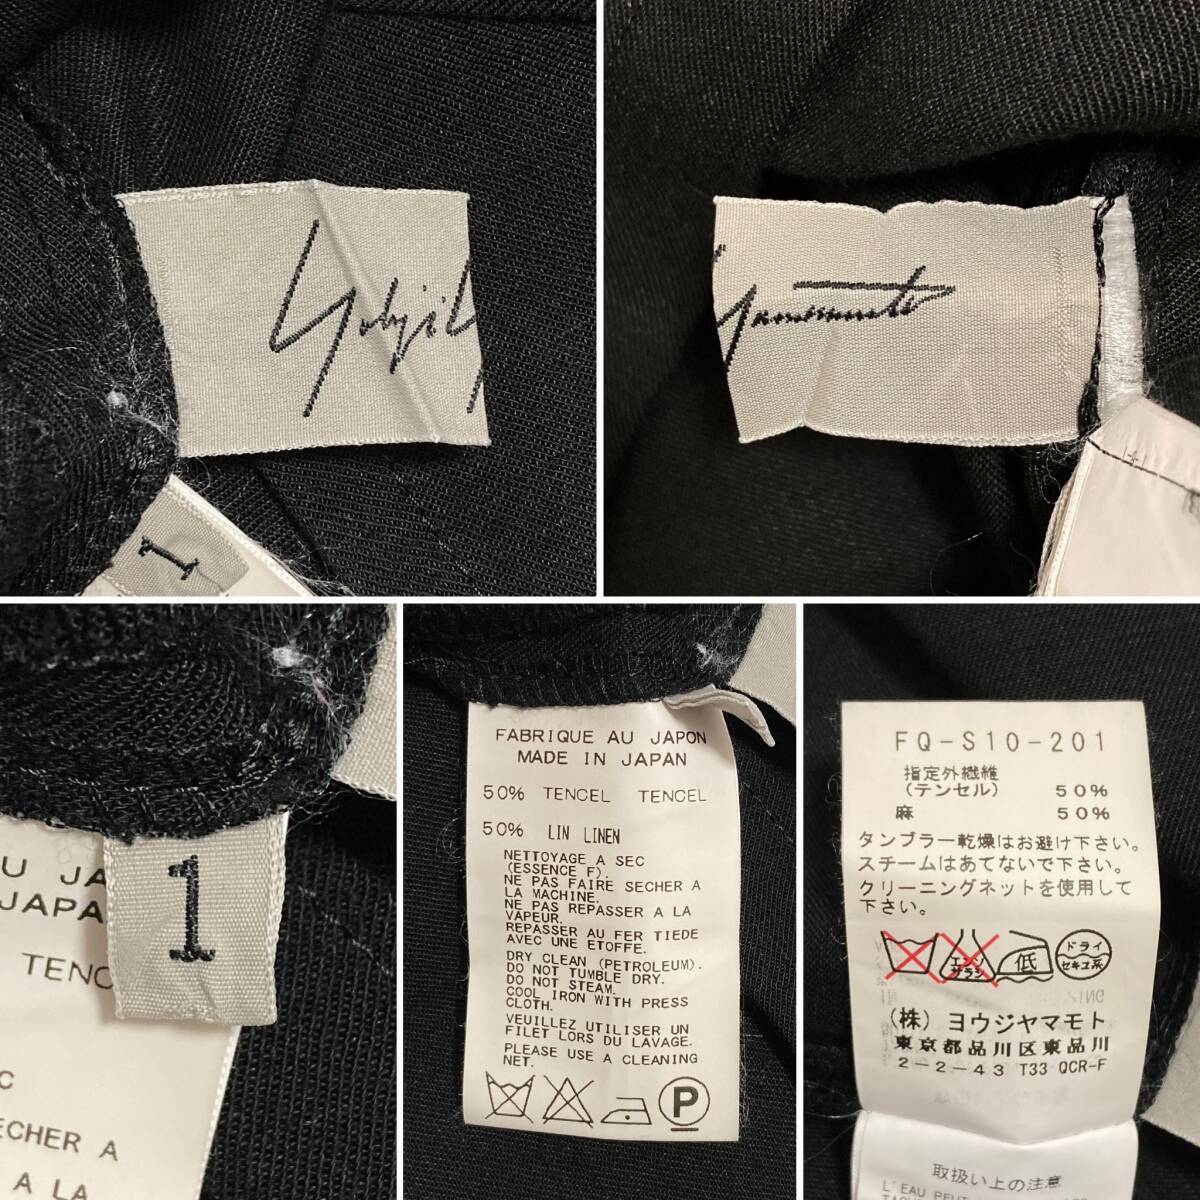 Yohji Y
Yamamoto
1
U JA
JAPA
TENC
1
C
ECHER A
A LA
FABRIQUE AU JAPON
MADE IN JAPAN
50% TENCEL TENCEL
50% LIN LINEN
NETTOYAGE A SEC
(ESSENCE F).
NE PAS FAIRE SECHER A
LA MACHINE.
NE PAS REPASSER A LA
VAPEUR.
REPASSER AU FER TIEDE
AVEC UNE ETOFFE.
DRY CLEAN (PETROLEUM).
DO NOT TUMBLE DRY.
DO NOT STEAM.
COOL IRON WITH PRESS
CLOTH.
VEUILLEZ UTILISER UN
FILET LORS DU LAVAGE.
PLEASE USE A CLEANING
NET.
P
FQ-S10-201
指定外繊維
(テンセル) 50%
麻 50%
タンブラー乾燥はお避け下さい。
スチームはあてないで下さい。
クリーニングネットを使用して
下さい。
エンソ
サラシ
低
ドライ
セキユ系
(株) ヨウジヤマモト
東京都品川区東品川
2-2-43 T33 QCR-F
取扱い上の注意
L'EAU PEUT